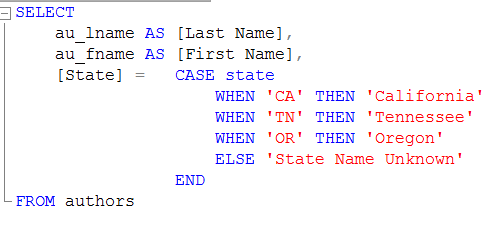 SELECT
au_lname AS [Last Name],
au_fname AS [First Name],
[State] = CASE state
WHEN 'CA' THEN 'California'
WHEN 'TN' THEN 'Tennessee'
WHEN 'OR' THEN 'Oregon'
ELSE 'State Name Unknown'
END
FROM authors